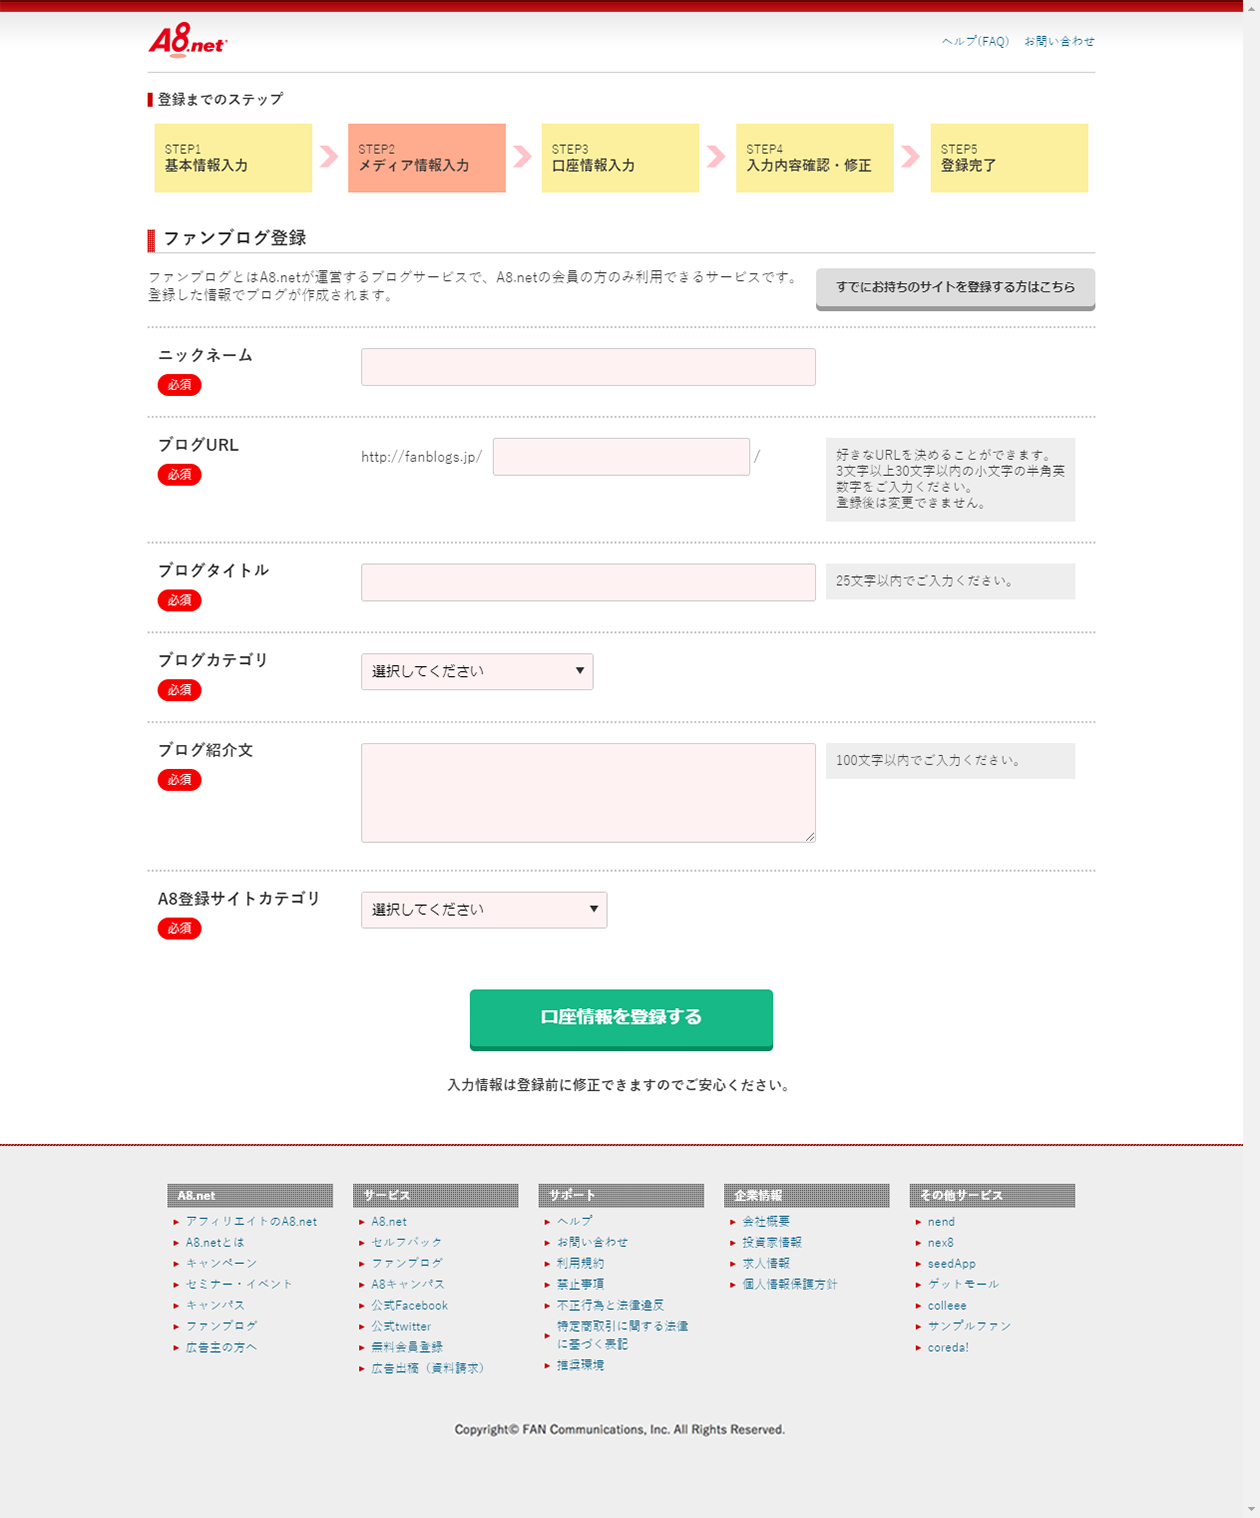 A8.net
ヘルプ(FAQ) お問い合わせ
登録までのステップ
STEP1
基本情報入力
STEP2
メディア情報入力
STEP3
口座情報入力
STEP4
入力内容確認・修正
STEP5
登録完了
ファンブログ登録
ファンブログとはA8.netが運営するブログサービスで、A8.netの会員の方のみ利用できるサービスです。
登録した情報でブログが作成されます。
すでにお持ちのサイトを登録する方はこちら
ニックネーム
必須
ブログURL
必須
http://fanblogs.jp/ /
好きなURLを決めることができます。
3文字以上30文字以内の小文字の半角英
数字をご入力ください。
登録後は変更できません。
ブログタイトル
必須
25文字以内でご入力ください。
ブログカテゴリ
必須
選択してください
ブログ紹介文
必須
100文字以内でご入力ください。
A8登録サイトカテゴリ
必須
選択してください
口座情報を登録する
入力情報は登録前に修正できますのでご安心ください。
A8.net
アフィリエイトのA8.net
A8.netとは
キャンペーン
セミナー・イベント
キャンパス
ファンブログ
広告主の方へ
サービス
A8.net
セルフバック
ファンブログ
A8キャンパス
公式Facebook
公式twitter
無料会員登録
広告出稿（資料請求）
サポート
ヘルプ
お問い合わせ
利用規約
禁止事項
不正行為と法律違反
特定商取引に関する法律
に基づく表記
推奨環境
企業情報
会社概要
投資家情報
求人情報
個人情報保護方針
その他サービス
nend
nex8
seedApp
ゲットモール
colleee
サンプルファン
coreda!
Copyright© FAN Communications, Inc. All Rights Reserved.